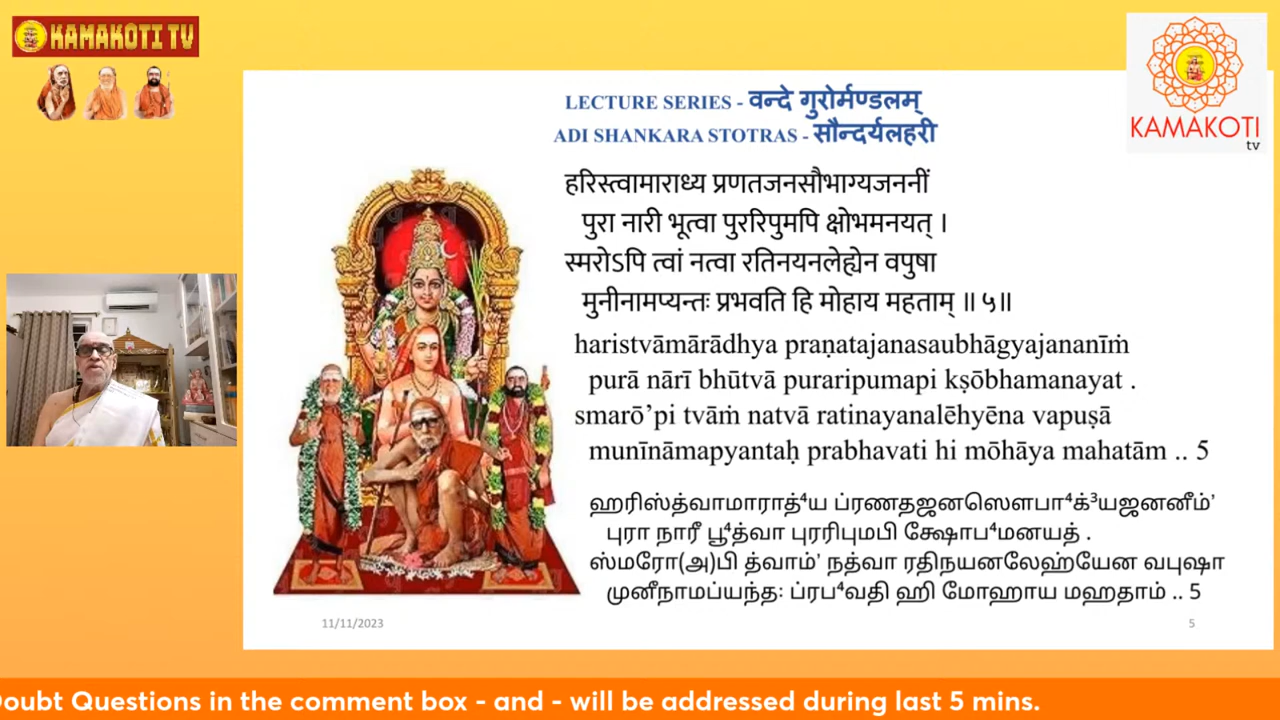 KAMAKOTI TV
KAMAKOTI
tv
LECTURE SERIES - वन्दे गुरोर्मण्डलम्
ADI SHANKARA STOTRAS - सौन्दर्यलहरी
हरिस्त्वामाराध्य प्रणतजनसौभाग्यजननीं
पुरा नारी भूत्वा पुररिपुमपि क्षोभमनयत् ।
स्मरोऽपि त्वां नत्वा रतिनयनलेह्येन वपुषा
मुनीनामप्यन्तः प्रभवति हि मोहाय महताम् ॥ ५॥
haristvāmārādhya praṇatajanasaubhāgyajananīṁ
purā nārī bhūtvā puraripumapi kṣōbhamanayat .
smarō’pi tvāṁ natvā ratinayanalēhyēna vapuṣā
munīnāmapyantaḥ prabhavati hi mōhāya mahatām .. 5
ஹரிஸ்த்வாமாராத்⁴ய ப்ரணதஜனஸௌபா⁴க்³யஜனனீம்ʼ
புரா நாரீ பூ⁴த்வா புரரிபுமபி க்ஷோப⁴மனயத் .
ஸ்மரோ(அ)பி த்வாம்ʼ நத்வா ரதிநயனலேஹ்யேன வபுஷா
முனீநாமப்யந்த꞉ ப்ரப⁴வதி ஹி மோஹாய மஹதாம் .. 5
11/11/2023
5
Doubt Questions in the comment box - and - will be addressed during last 5 mins.